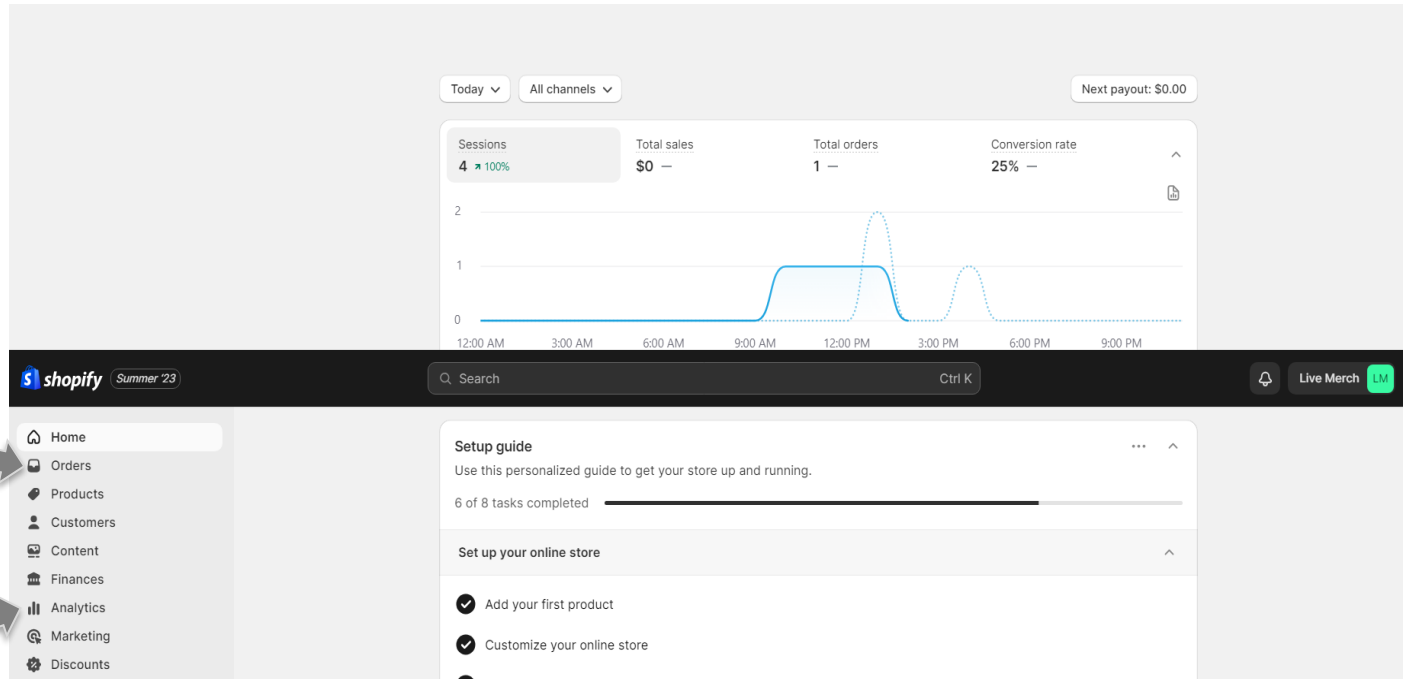 Today All channels Next payout: $0.00
Sessions Total sales Total orders Conversion rate
4 100% $0 — 1 — 25% —
2
1
0
12:00 AM 3:00 AM 6:00 AM 9:00 AM 12:00 PM 3:00 PM 6:00 PM 9:00 PM
shopify Summer '23 Search Ctrl K Live Merch LM
Home
Orders
Products
Customers
Content
Finances
Analytics
Marketing
Discounts
Setup guide
Use this personalized guide to get your store up and running.
6 of 8 tasks completed
Set up your online store
Add your first product
Customize your online store